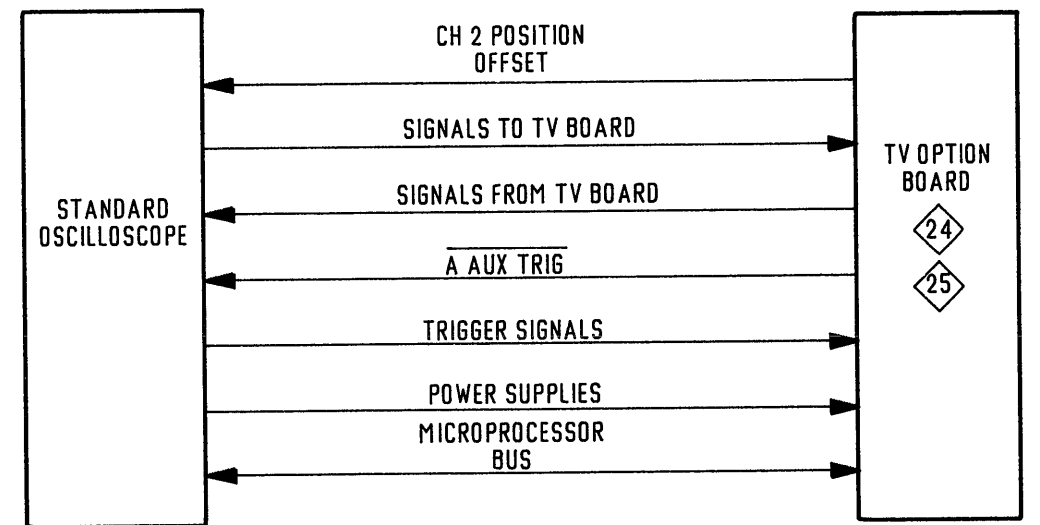 CH 2 POSITION
OFFSET
SIGNALS TO TV BOARD
SIGNALS FROM TV BOARD
A AUX TRIG
TRIGGER SIGNALS
POWER SUPPLIES
MICROPROCESSOR
BUS
STANDARD
OSCILLOSCOPE
TV OPTION
BOARD
24
25